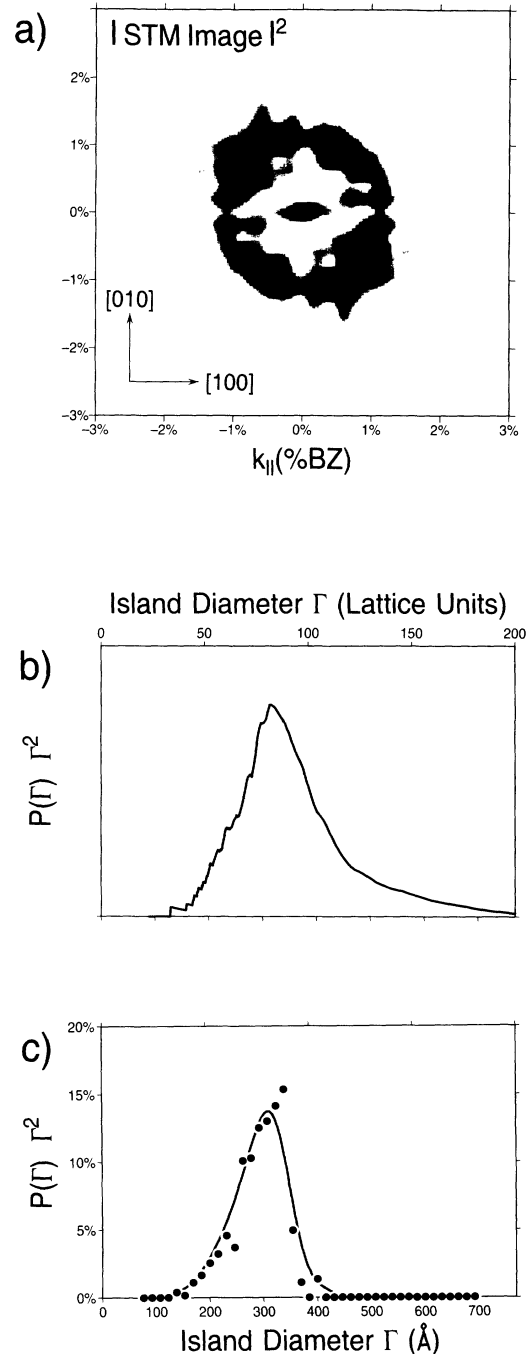 a)
| STM Image |²
2%
1%
0%
−1%
−2%
−3%
[010]
[100]
−3% −2% −1% 0% 1% 2% 3%
k||(%BZ)
Island Diameter Γ (Lattice Units)
0 50 100 150 200
b)
P(Γ) Γ²
c)
P(Γ) Γ²
20%
15%
10%
5%
0%
0 100 200 300 400 500 600 700
Island Diameter Γ (Å)